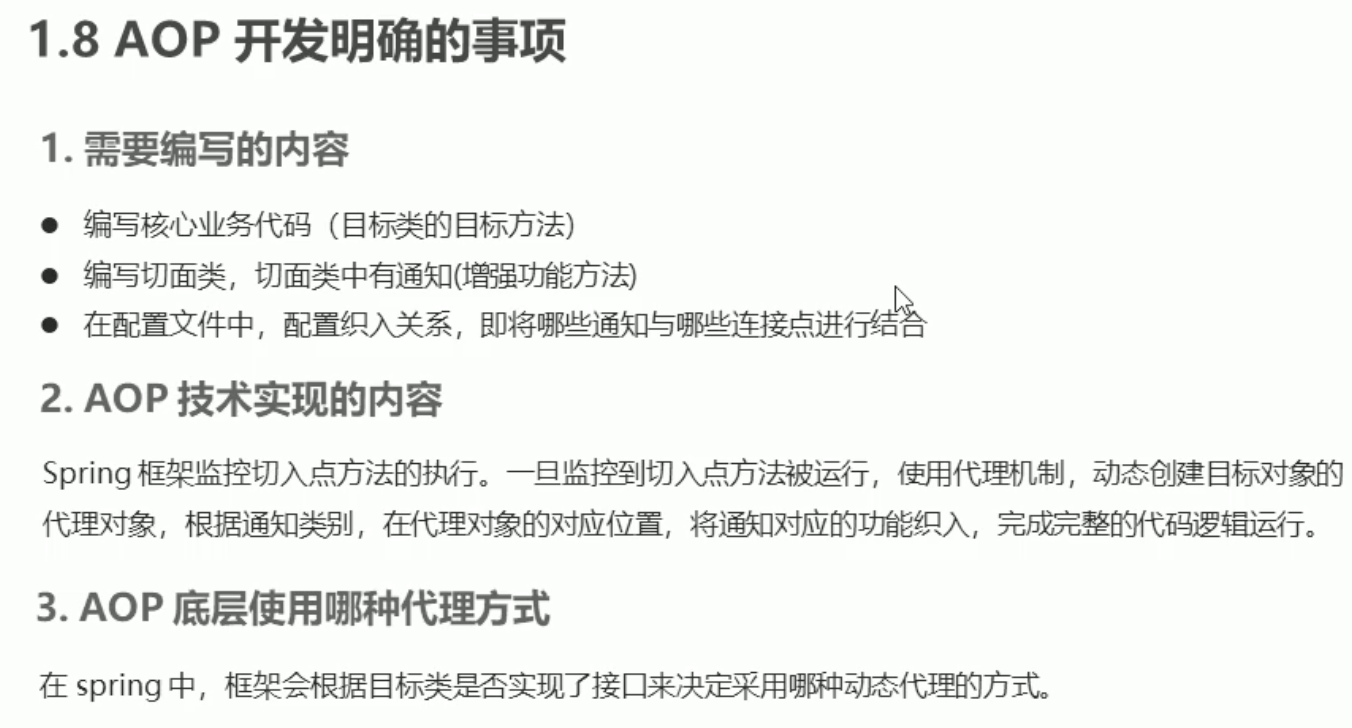 1.8 AOP 开发明确的事项
1. 需要编写的内容
● 编写核心业务代码（目标类的目标方法）
● 编写切面类，切面类中有通知(增强功能方法)
● 在配置文件中，配置织入关系，即将哪些通知与哪些连接点进行结合
2. AOP 技术实现的内容
Spring 框架监控切入点方法的执行。一旦监控到切入点方法被运行，使用代理机制，动态创建目标对象的
代理对象，根据通知类别，在代理对象的对应位置，将通知对应的功能织入，完成完整的代码逻辑运行。
3. AOP 底层使用哪种代理方式
在 spring 中，框架会根据目标类是否实现了接口来决定采用哪种动态代理的方式。